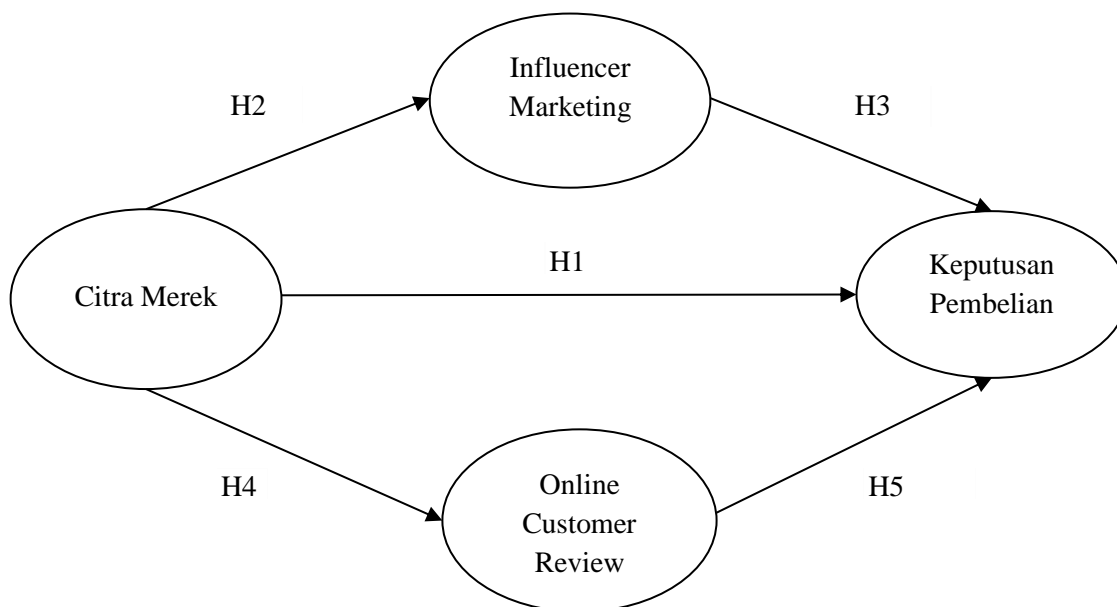 Influencer
Marketing
H2
H3
H1
Citra Merek
Keputusan
Pembelian
H4
H5
Online
Customer
Review